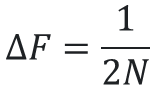 ΔF = 1/2N